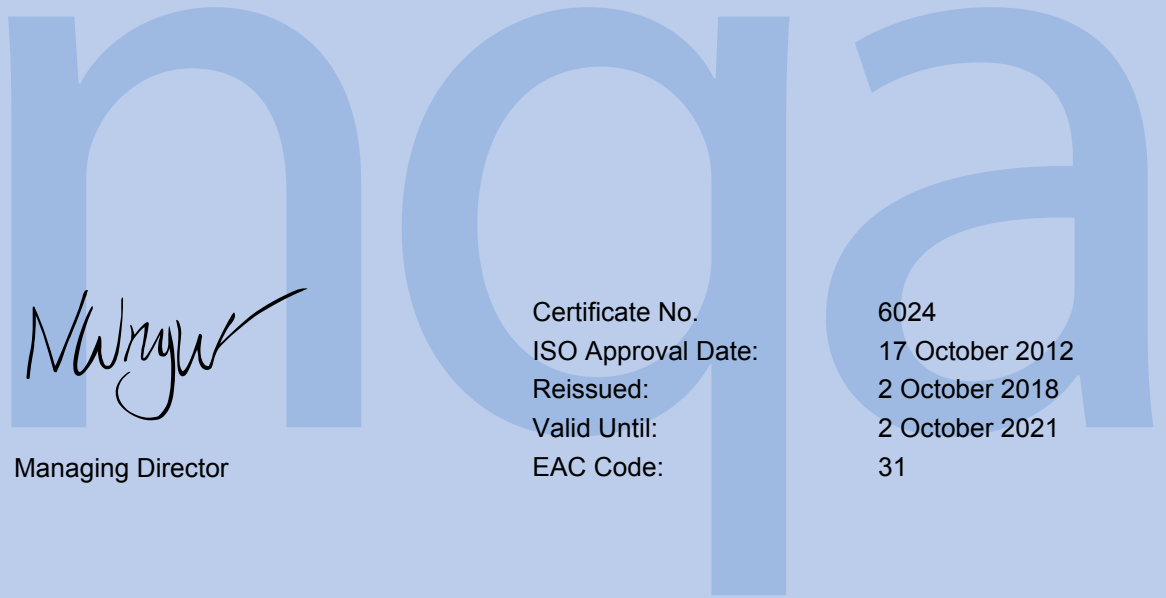 nqa
Certificate No. 6024
ISO Approval Date: 17 October 2012
Reissued: 2 October 2018
Valid Until: 2 October 2021
Managing Director
EAC Code: 31